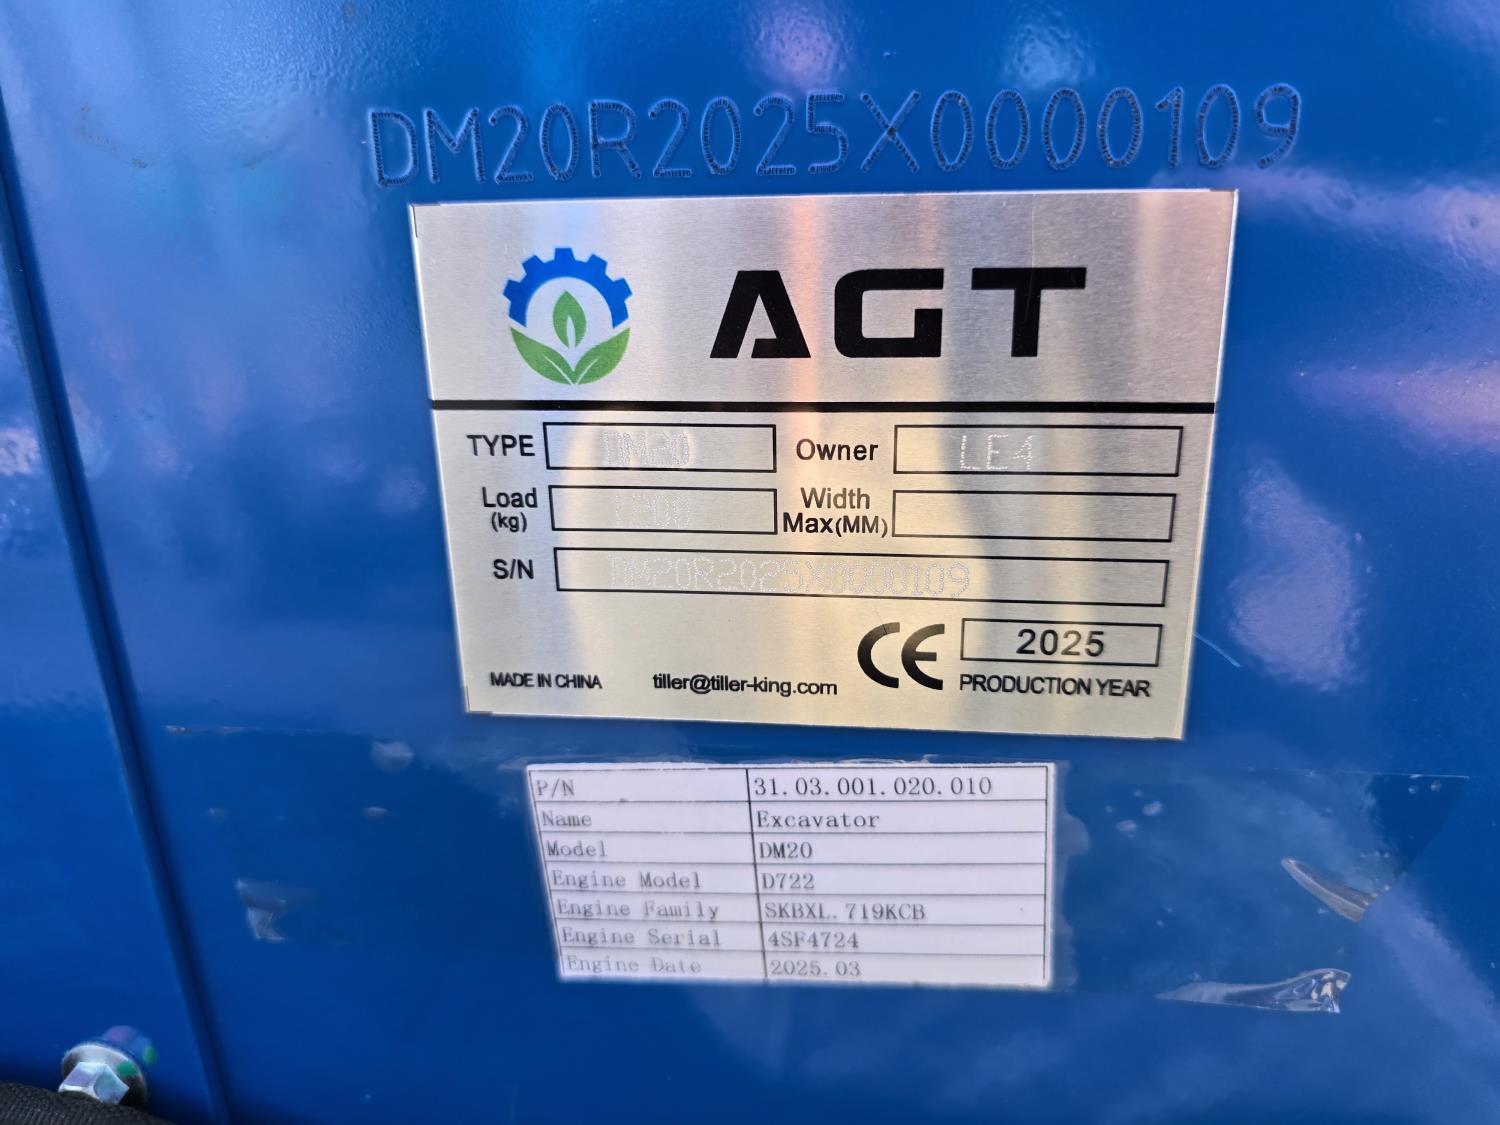 DM20R2025X0000109
AGT
TYPE DM20 Owner LE4
Load (kg) 1200 Width Max(MM)
S/N DM20R2025X0000109
CE 2025
MADE IN CHINA tiller@tiller-king.com PRODUCTION YEAR
P/N 31.03.001.020.010
Name Excavator
Model DM20
Engine Model D722
Engine Family SKBXL.719KCB
Engine Serial 4SF4724
Engine Date 2025.03